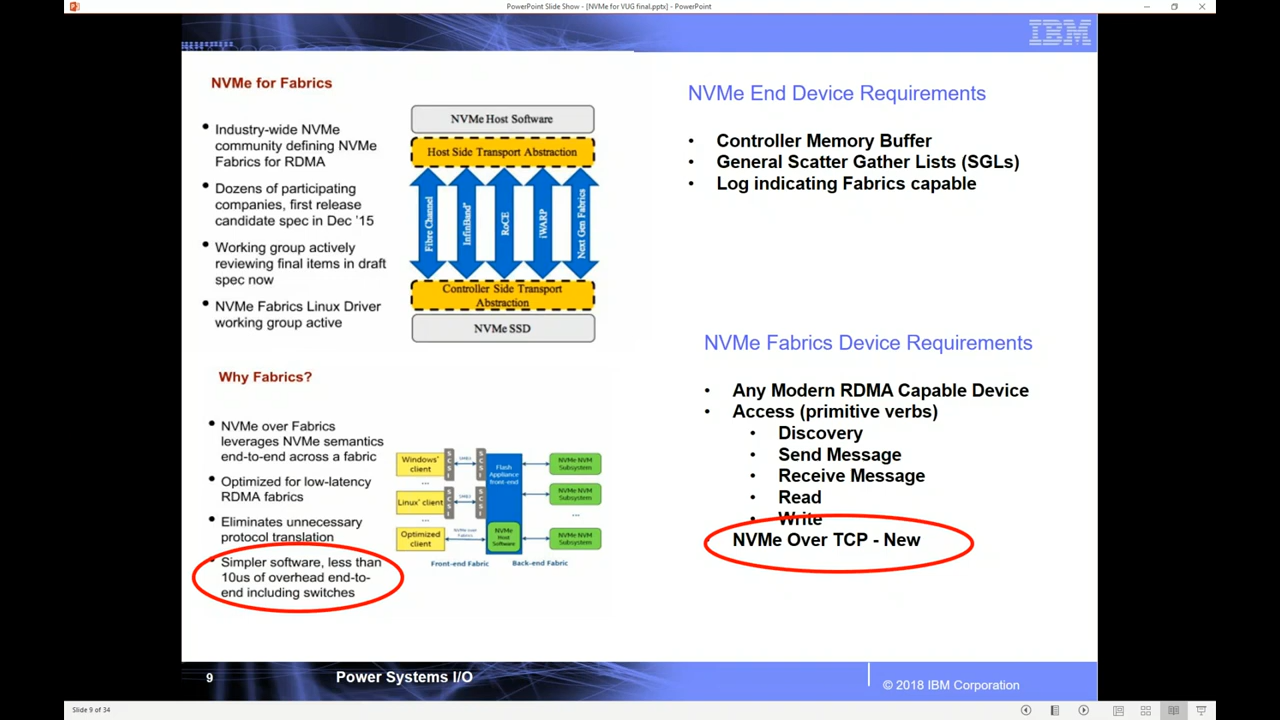 PowerPoint Slide Show - [NVMe for VUG final.pptx] - PowerPoint
IBM
NVMe for Fabrics
• Industry-wide NVMe
community defining NVMe
Fabrics for RDMA
• Dozens of participating
companies, first release
candidate spec in Dec '15
• Working group actively
reviewing final items in draft
spec now
• NVMe Fabrics Linux Driver
working group active
NVMe Host Software
Host Side Transport Abstraction
Fibre Channel
InfiniBand*
RoCE
iWARP
Next Gen Fabrics
Controller Side Transport
Abstraction
NVMe SSD
NVMe End Device Requirements
• Controller Memory Buffer
• General Scatter Gather Lists (SGLs)
• Log indicating Fabrics capable
Why Fabrics?
• NVMe over Fabrics
leverages NVMe semantics
end-to-end across a fabric
• Optimized for low-latency
RDMA fabrics
• Eliminates unnecessary
protocol translation
• Simpler software, less than
10us of overhead end-to-
end including switches
Windows*
client
SCSI
SCSI
...
Linux* client
SCSI
SCSI
...
Optimized
client
NVMe over
Fabrics
Flash
Appliance
front-end
NVMe
Host
Software
NVMe NVM
Subsystem
NVMe NVM
Subsystem
...
NVMe NVM
Subsystem
Front-end Fabric
Back-end Fabric
NVMe Fabrics Device Requirements
• Any Modern RDMA Capable Device
• Access (primitive verbs)
• Discovery
• Send Message
• Receive Message
• Read
• Write
NVMe Over TCP - New
9
Power Systems I/O
© 2018 IBM Corporation
Slide 9 of 34